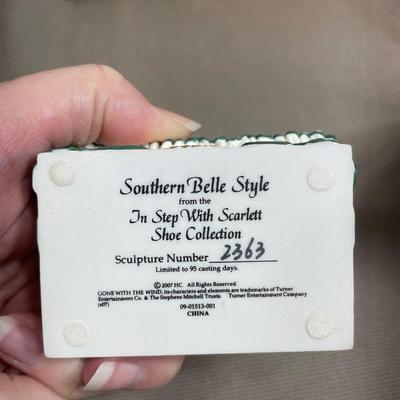 Southern Belle Style
from the
In Step With Scarlett
Shoe Collection
Sculpture Number 2363
Limited to 95 casting days.
© 2007 HC. All Rights Reserved.
GONE WITH THE WIND, its characters and elements are trademarks of Turner
Entertainment Co. & The Stephens Mitchell Trusts. Turner Entertainment Company
(s07)
09-01513-001
CHINA